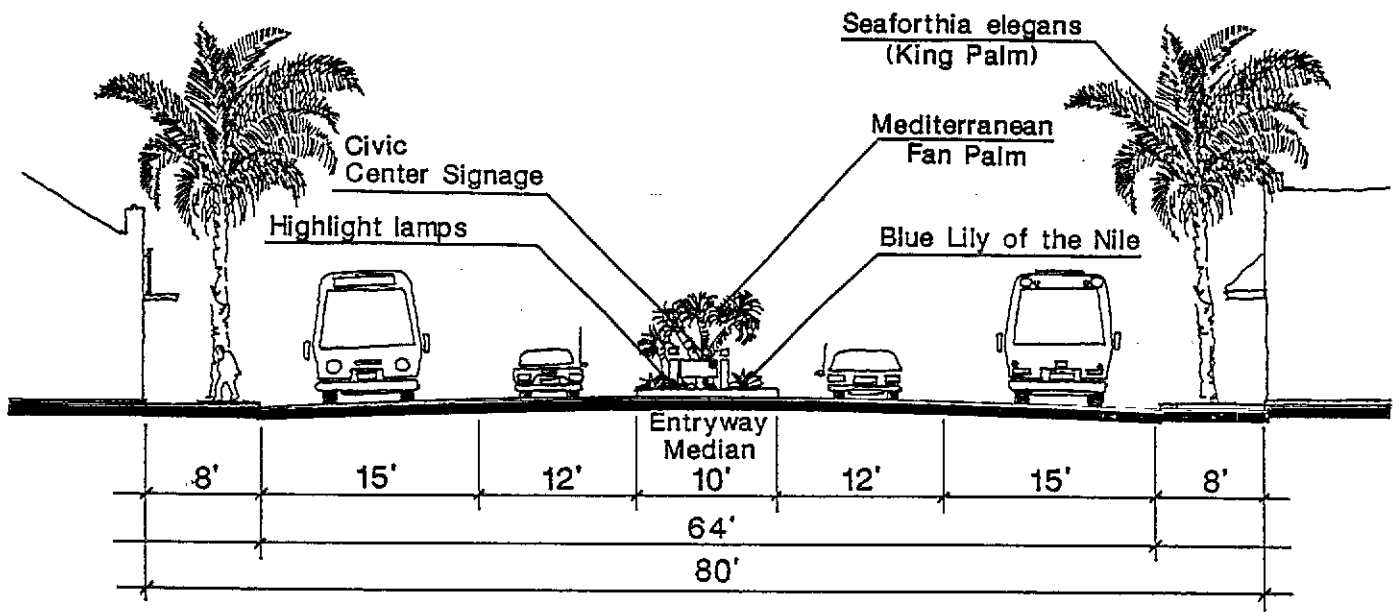 Seaforthia elegans
(King Palm)
Mediterranean
Fan Palm
Civic
Center Signage
Highlight lamps
Blue Lily of the Nile
Entryway
Median
8' 15' 12' 10' 12' 15' 8'
64'
80'